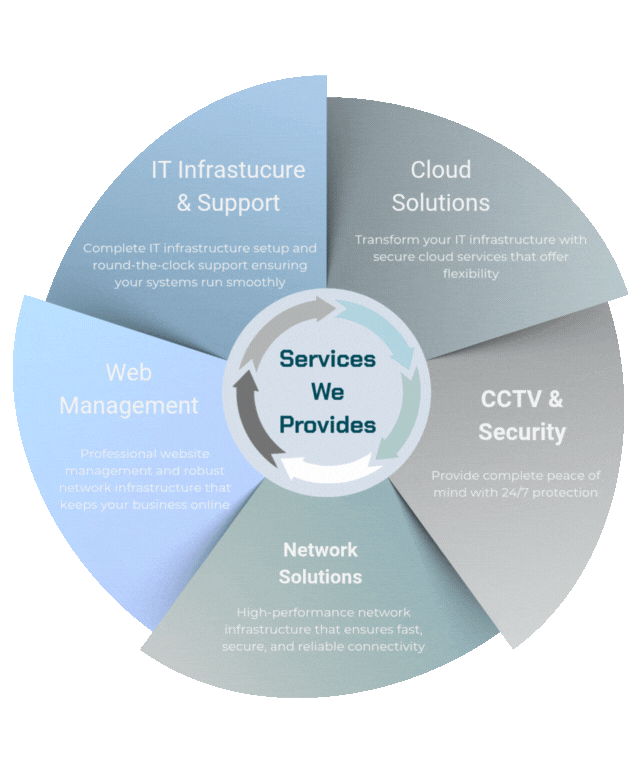 IT Infrastucure
& Support
Complete IT infrastructure setup and
round-the-clock support ensuring
your systems run smoothly
Cloud
Solutions
Transform your IT infrastructure with
secure cloud services that offer
flexibility
Services
We
Provides
Web
Management
Professional website
management and robust
network infrastructure that
keeps your business online
CCTV &
Security
Provide complete peace of
mind with 24/7 protection
Network
Solutions
High-performance network
infrastructure that ensures fast,
secure, and reliable connectivity